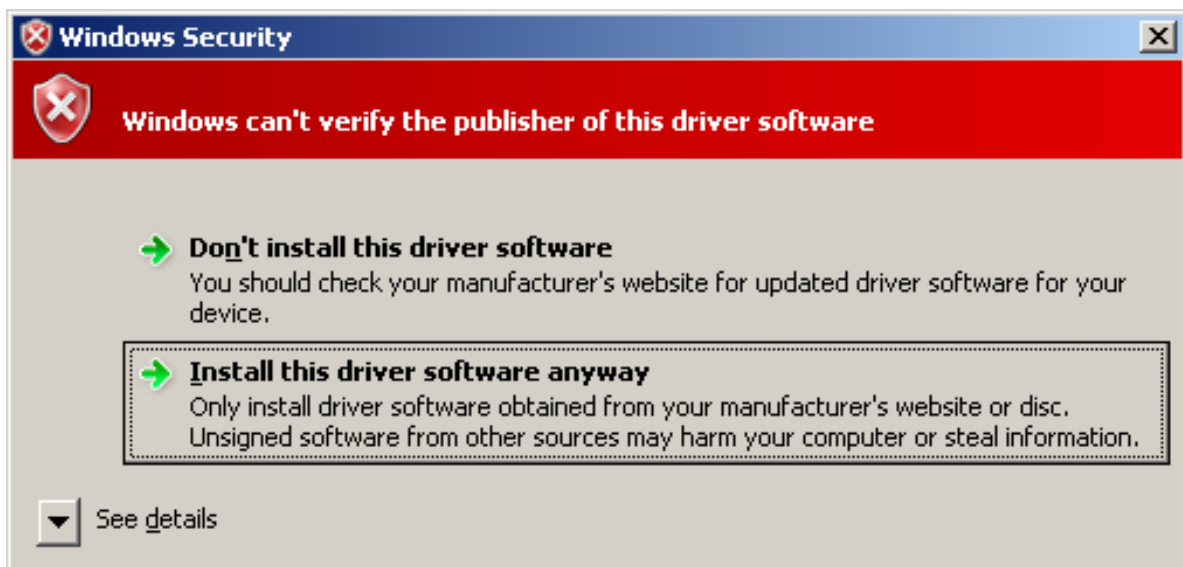 Windows Security
Windows can't verify the publisher of this driver software
Don't install this driver software
You should check your manufacturer's website for updated driver software for your
device.
Install this driver software anyway
Only install driver software obtained from your manufacturer's website or disc.
Unsigned software from other sources may harm your computer or steal information.
See details